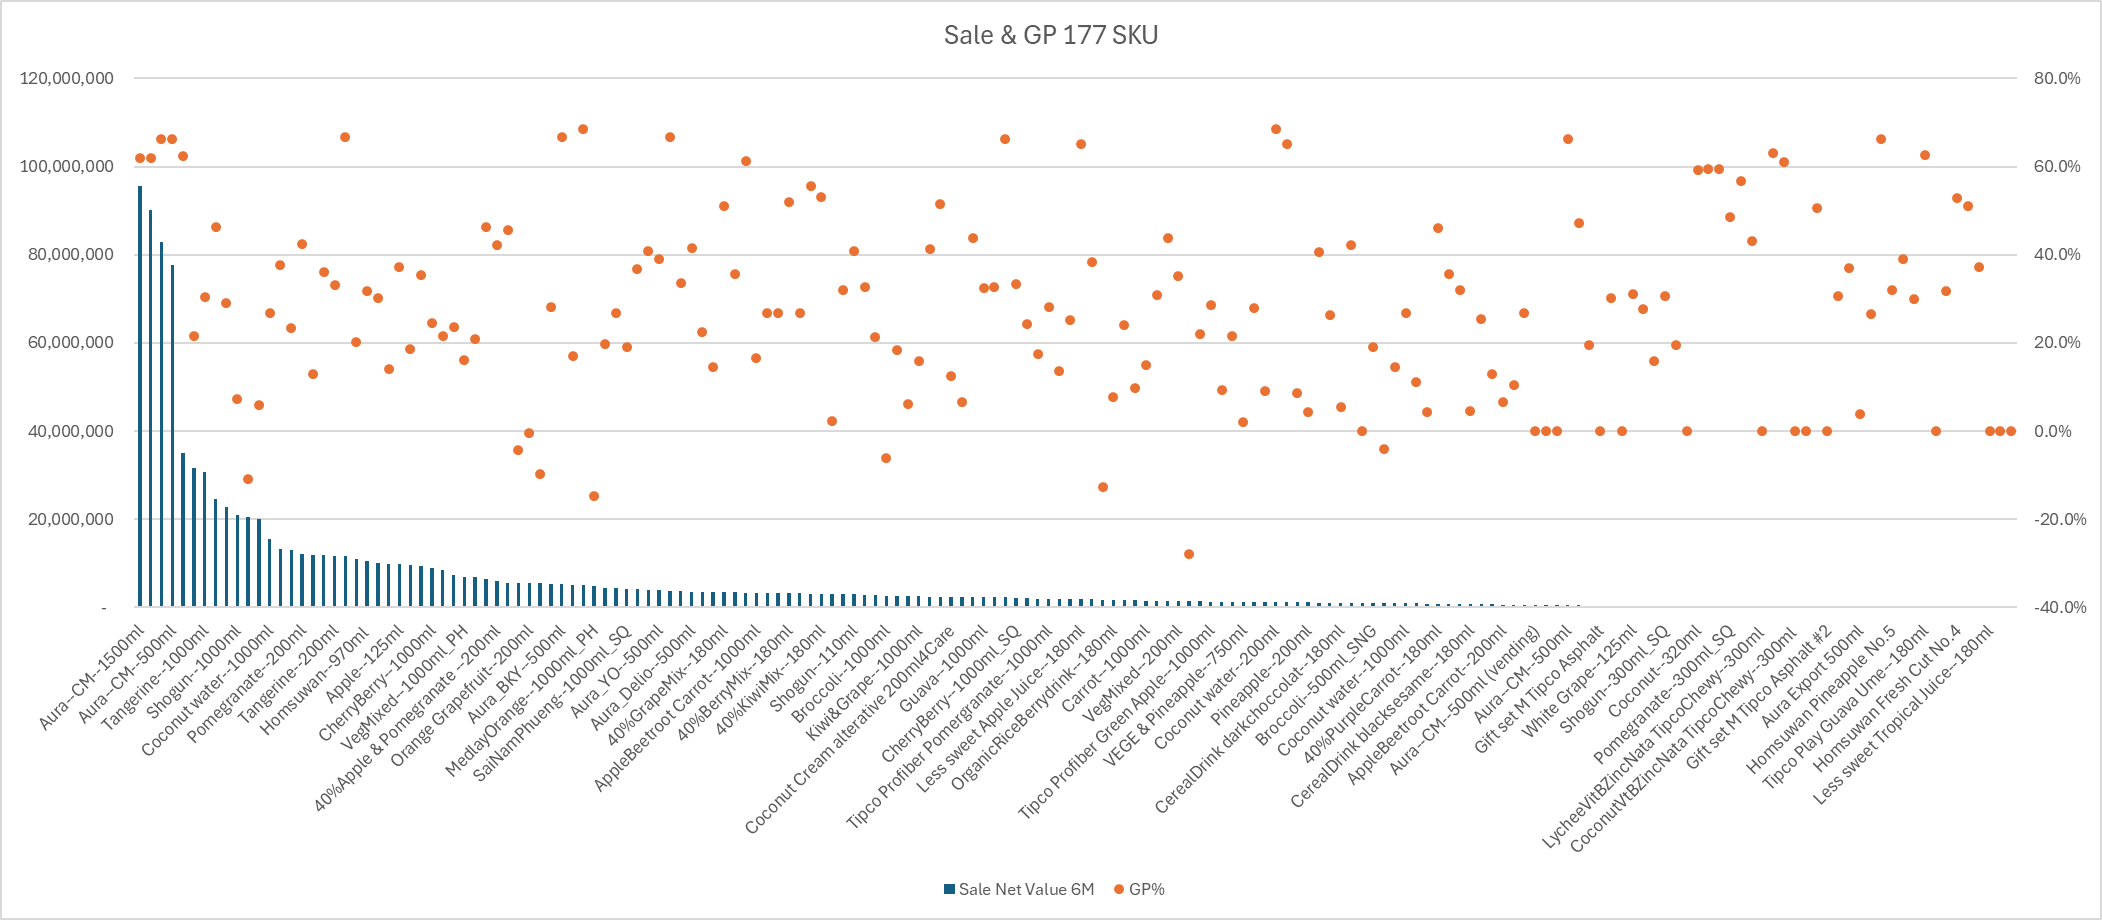 Sale & GP 177 SKU
120,000,000
100,000,000
80,000,000
60,000,000
40,000,000
20,000,000
-
80.0%
60.0%
40.0%
20.0%
0.0%
-20.0%
-40.0%
Aura--CM--1500ml
Aura--CM--500ml
Tangerine--1000ml
Shogun--1000ml
Coconut water--1000ml
Pomegranate--200ml
Tangerine--200ml
Homsuwan--970ml
Apple--125ml
CherryBerry--1000ml
VegMixed--1000ml_PH
40%Apple & Pomegranate --200ml
Orange Grapefruit--200ml
Aura_BKY--500ml
MedlayOrange--1000ml_PH
SaiNamPhueng--1000ml_SQ
Aura_YO--500ml
Aura_Delio--500ml
40%GrapeMix--180ml
AppleBeetroot Carrot--1000ml
40%BerryMix--180ml
40%KiwiMix--180ml
Shogun--110ml
Broccoli--1000ml
Kiwi&Grape--1000ml
Coconut Cream alterative 200ml4Care
Guava--1000ml
CherryBerry--1000ml_SQ
Tipco Profiber Pomergranate--1000ml
Less sweet Apple Juice--180ml
OrganicRiceBerrydrink--180ml
Carrot--1000ml
VegMixed--200ml
Tipco Profiber Green Apple--1000ml
VEGE & Pineapple--750ml
Coconut water--200ml
Pineapple--200ml
CerealDrink darkchoccolat--180ml
Broccoli--500ml_SNG
Coconut water--1000ml
40%PurpleCarrot--180ml
CerealDrink blacksesame--180ml
AppleBeetroot Carrot--200ml
Aura--CM--500ml (vending)
Aura--CM--500ml
Gift set M Tipco Asphalt
White Grape--125ml
Shogun--300ml_SQ
Coconut--320ml
Pomegranate--300ml_SQ
LycheeVitBZincNata TipcoChewy--300ml
CoconutVtBZincNata TipcoChewy--300ml
Gift set M Tipco Asphalt #2
Aura Export 500ml
Homsuwan Pineapple No.5
Tipco Play Guava Ume--180ml
Homsuwan Fresh Cut No.4
Less sweet Tropical Juice--180ml
Sale Net Value 6M
GP%